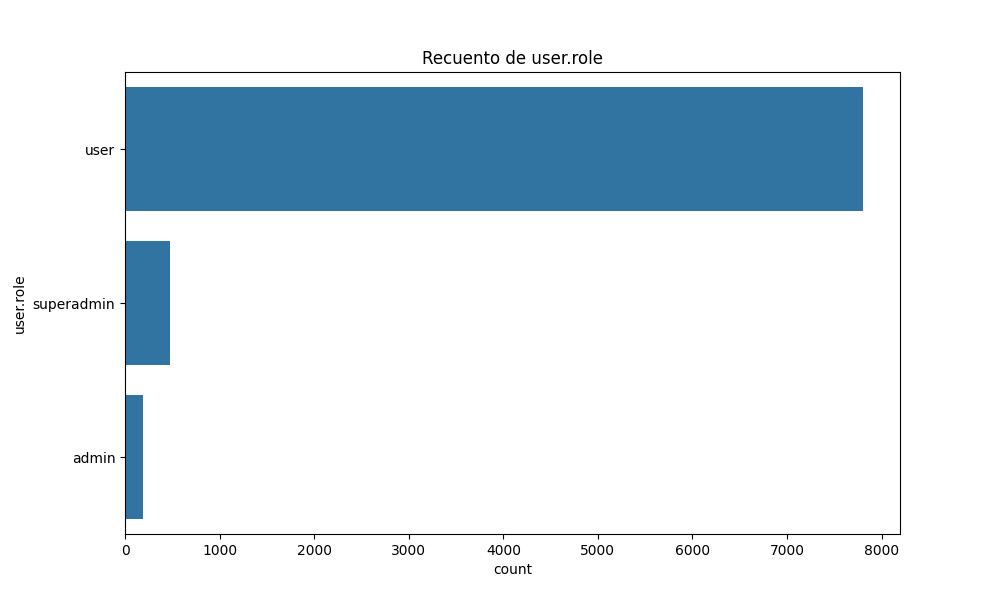 Recuento de user.role
user.role
user
superadmin
admin
0 1000 2000 3000 4000 5000 6000 7000 8000
count